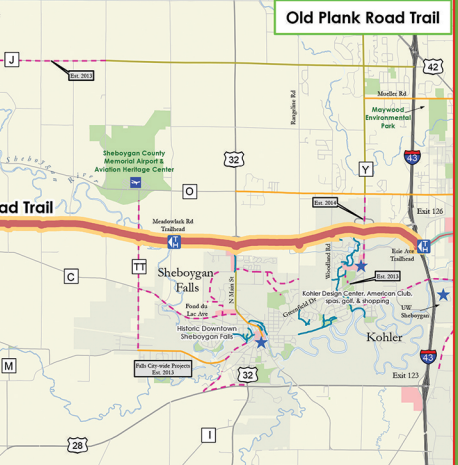 Old Plank Road Trail
J
Est. 2013
42
Moeller Rd
Rangeline Rd
Maywood
Environmental
Park
43
Sheboygan County
Memorial Airport &
Aviation Heritage Center
32
Y
Sheboygan River
O
ad Trail
Est. 2014
Exit 126
Meadowlark Rd
Trailhead
Erie Ave
Trailhead
TT
Woodland Rd
C
Sheboygan
Falls
N Main St
Est. 2013
Kohler Design Center, American Club,
spas, golf, & shopping
Fond du
Lac Ave
Greenfield Dr
UW
Sheboygan
Historic Downtown
Sheboygan Falls
Kohler
M
Falls City-wide Projects
Est. 2013
32
43
Exit 123
I
28